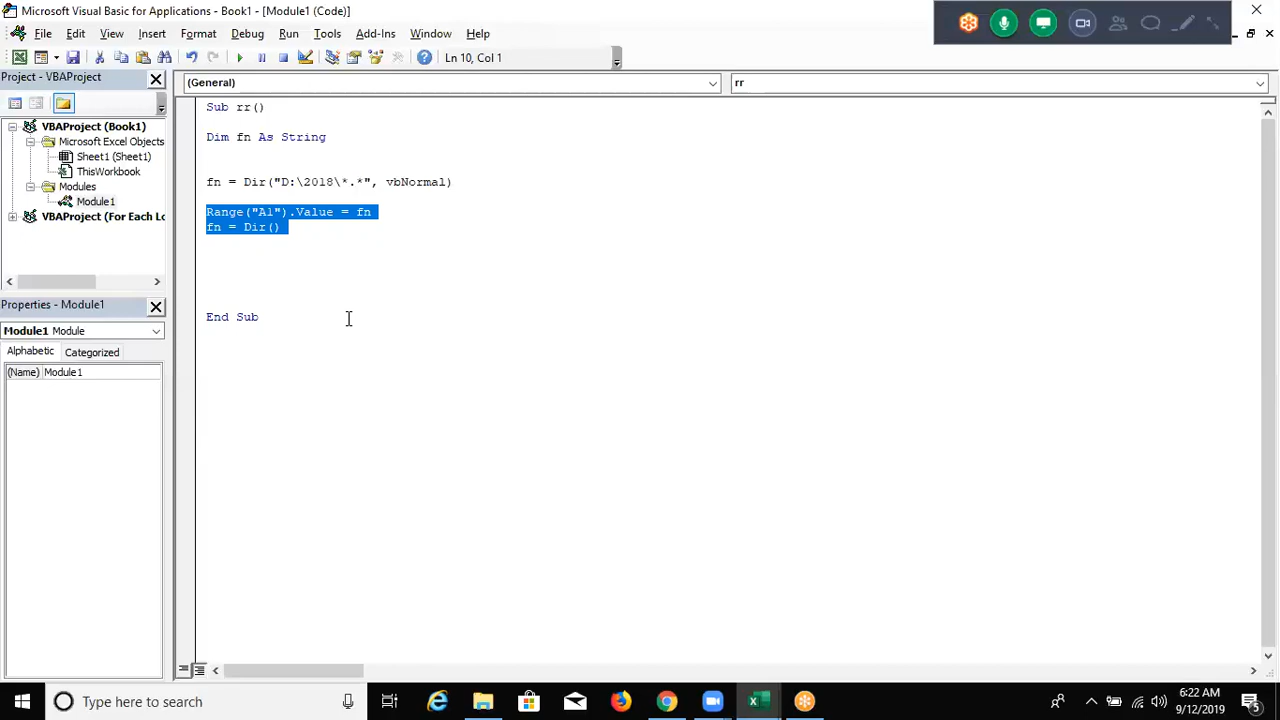 Microsoft Visual Basic for Applications - Book1 - [Module1 (Code)]
File Edit View Insert Format Debug Run Tools Add-Ins Window Help
Ln 10, Col 1
Project - VBAProject
(General)
rr
VBAProject (Book1)
Microsoft Excel Objects
Sheet1 (Sheet1)
ThisWorkbook
Modules
Module1
VBAProject (For Each Lo
Sub rr()
Dim fn As String
fn = Dir("D:\2018\*.*", vbNormal)
Range("A1").Value = fn
fn = Dir()
End Sub
Properties - Module1
Module1 Module
Alphabetic Categorized
(Name) Module1
Type here to search
6:22 AM
9/12/2019
5